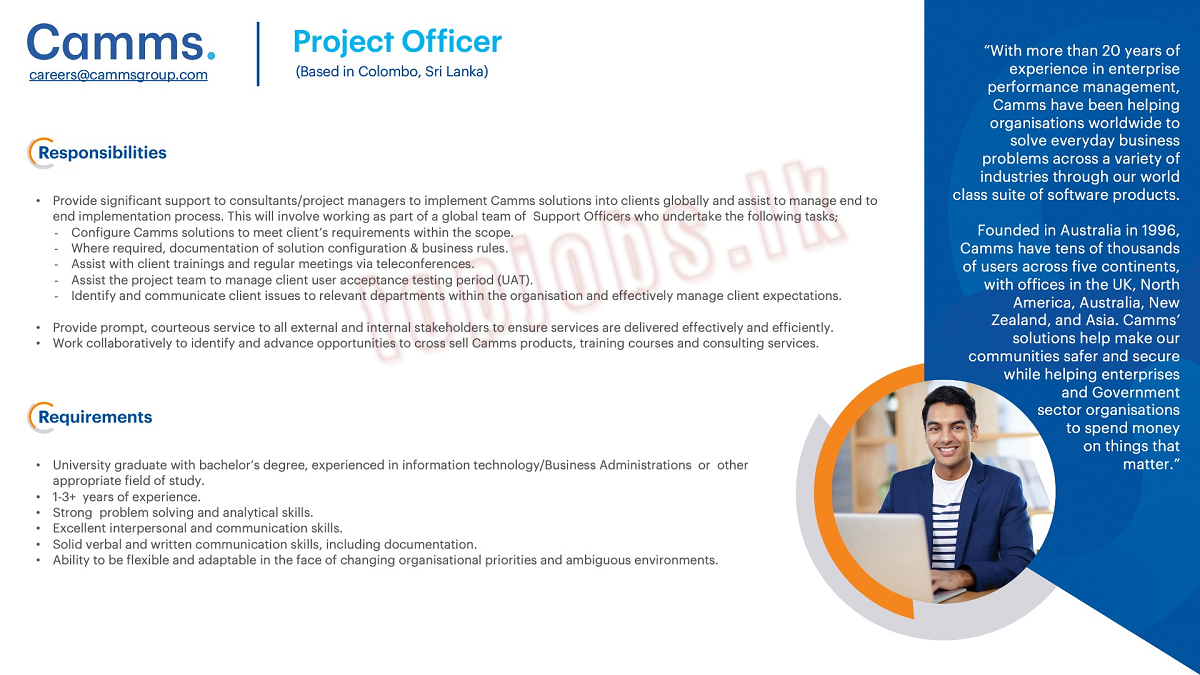 Camms.
careers@cammsgroup.com
Project Officer
(Based in Colombo, Sri Lanka)
Responsibilities
• Provide significant support to consultants/project managers to implement Camms solutions into clients globally and assist to manage end to
end implementation process. This will involve working as part of a global team of Support Officers who undertake the following tasks;
- Configure Camms solutions to meet client's requirements within the scope.
- Where required, documentation of solution configuration & business rules.
- Assist with client trainings and regular meetings via teleconferences.
- Assist the project team to manage client user acceptance testing period (UAT).
- Identify and communicate client issues to relevant departments within the organisation and effectively manage client expectations.
• Provide prompt, courteous service to all external and internal stakeholders to ensure services are delivered effectively and efficiently.
• Work collaboratively to identify and advance opportunities to cross sell Camms products, training courses and consulting services.
topjobs.lk
Requirements
• University graduate with bachelor's degree, experienced in information technology/Business Administrations or other
appropriate field of study.
• 1-3+ years of experience.
• Strong problem solving and analytical skills.
• Excellent interpersonal and communication skills.
• Solid verbal and written communication skills, including documentation.
• Ability to be flexible and adaptable in the face of changing organisational priorities and ambiguous environments.
“With more than 20 years of
experience in enterprise
performance management,
Camms have been helping
organisations worldwide to
solve everyday business
problems across a variety of
industries through our world
class suite of software products.
Founded in Australia in 1996,
Camms have tens of thousands
of users across five continents,
with offices in the UK, North
America, Australia, New
Zealand, and Asia. Camms’
solutions help make our
communities safer and secure
while helping enterprises
and Government
sector organisations
to spend money
on things that
matter.”